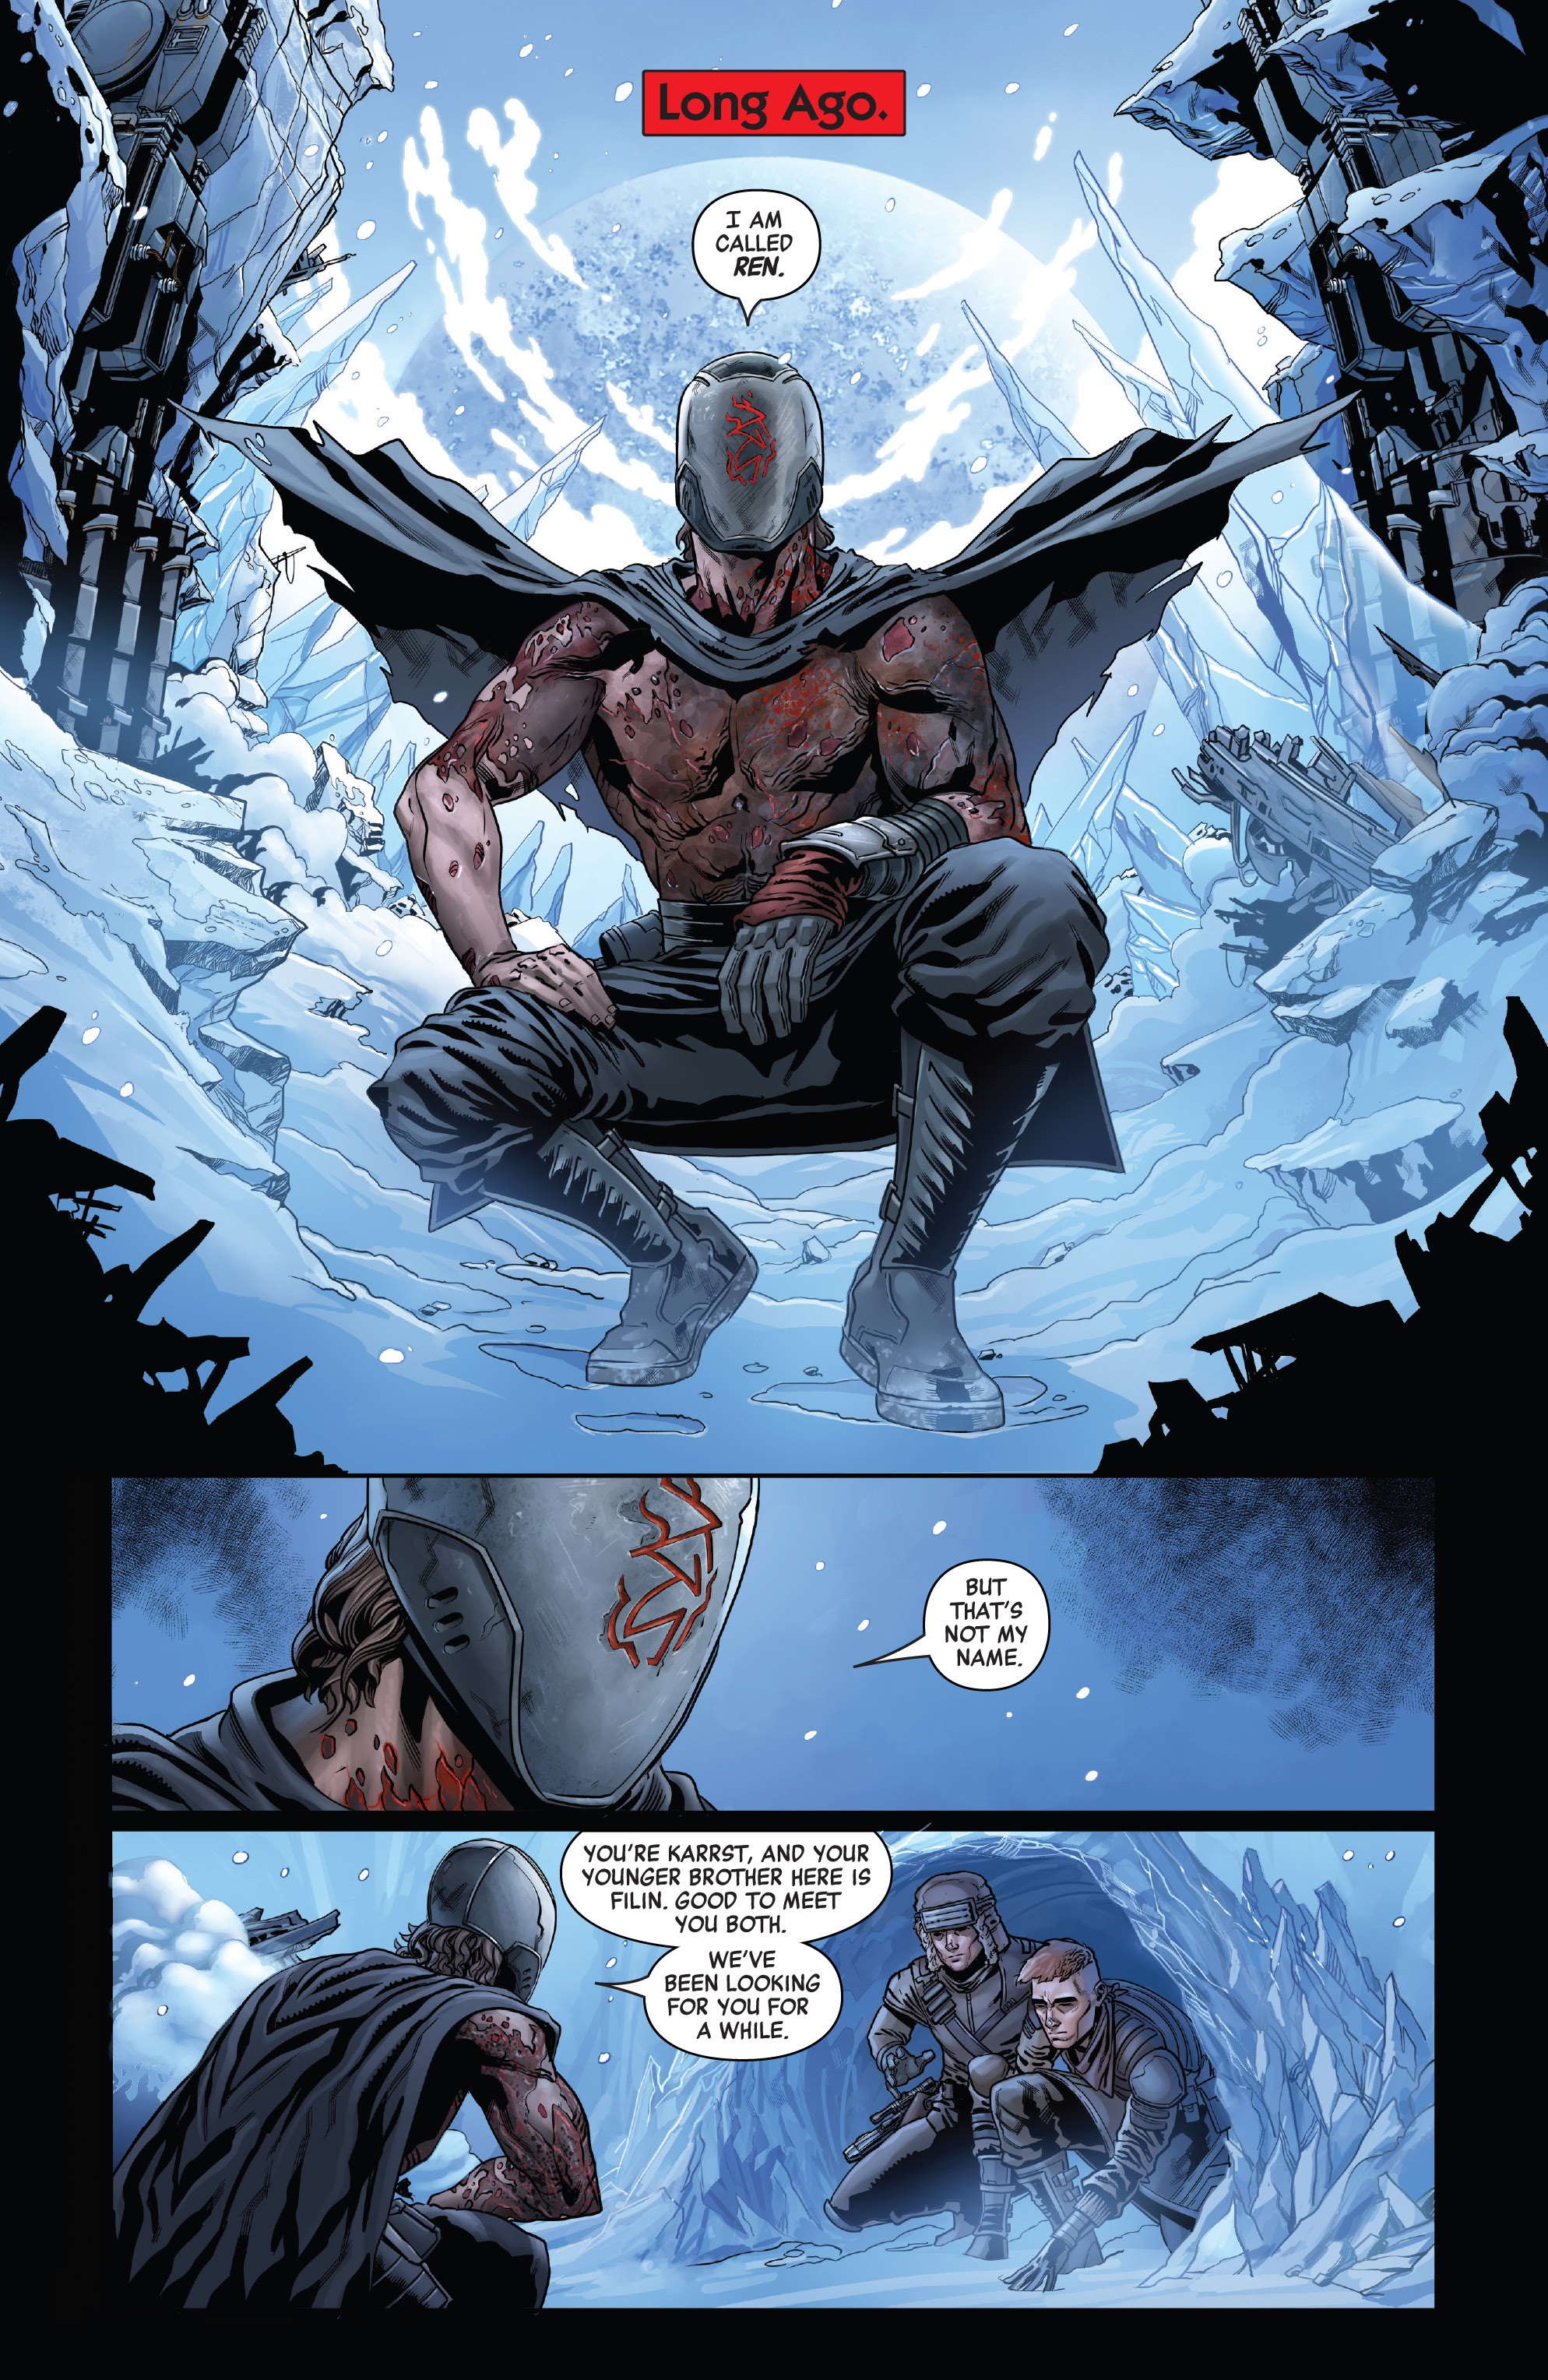 Long Ago.
I AM
CALLED
REN.
BUT
THAT'S
NOT MY
NAME.
YOU'RE KARRST, AND YOUR
YOUNGER BROTHER HERE IS
FILIN. GOOD TO MEET
YOU BOTH.
WE'VE
BEEN LOOKING
FOR YOU FOR
A WHILE.